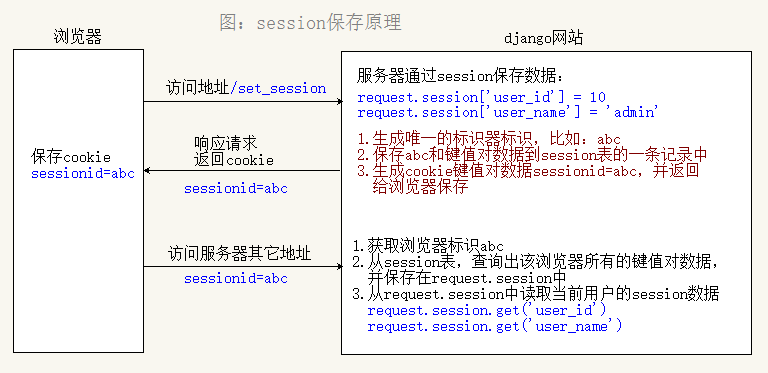 图：session保存原理
浏览器
django网站
服务器通过session保存数据：
访问地址/set_session
request.session['user_id'] = 10
request.session['user_name'] = 'admin'
响应请求
返回cookie
sessionid=abc
1.生成唯一的标识器标识，比如：abc
2.保存abc和键值对数据到session表的一条记录中
3.生成cookie键值对数据sessionid=abc，并返回
给浏览器保存
保存cookie
sessionid=abc
访问服务器其它地址
sessionid=abc
1.获取浏览器标识abc
2.从session表，查询出该浏览器所有的键值对数据，
并保存在request.session中
3.从request.session中读取当前用户的session数据
request.session.get('user_id')
request.session.get('user_name')